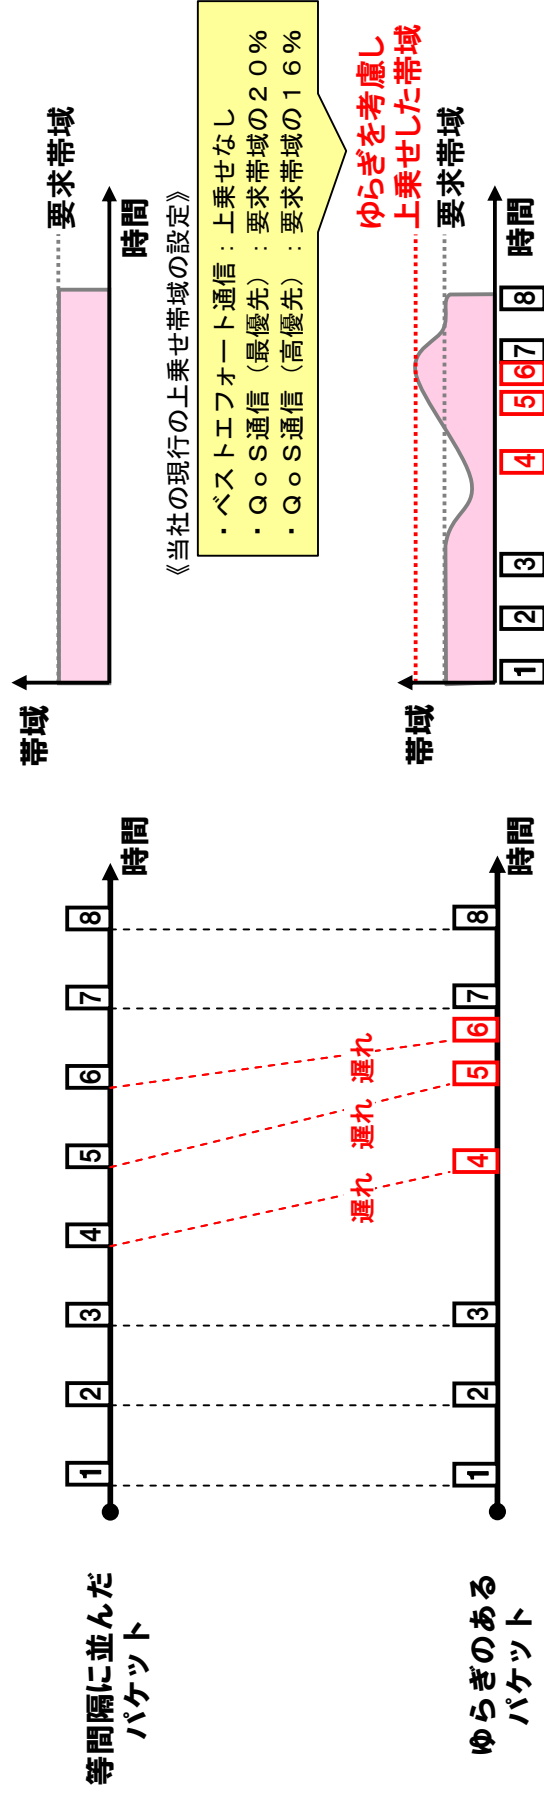 等間隔に並んだ
パケット
1 2 3 4 5 6 7 8
時間
帯域
要求帯域
時間
《当社の現行の上乗せ帯域の設定》
・ベストエフォート通信：上乗せなし
・ＱｏＳ通信（最優先）：要求帯域の２０％
・ＱｏＳ通信（高優先）：要求帯域の１６％
遅れ 遅れ 遅れ
ゆらぎのある
パケット
1 2 3 4 5 6 7 8
時間
帯域
ゆらぎを考慮し
上乗せした帯域
要求帯域
時間
1 2 3 4 5 6 7 8